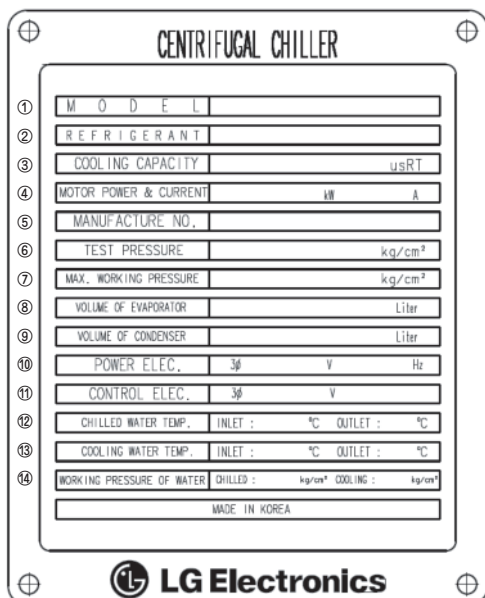 CENTRIFUGAL CHILLER
① MODEL
② REFRIGERANT
③ COOLING CAPACITY usRT
④ MOTOR POWER & CURRENT kW A
⑤ MANUFACTURE NO.
⑥ TEST PRESSURE kg/cm²
⑦ MAX. WORKING PRESSURE kg/cm²
⑧ VOLUME OF EVAPORATOR Liter
⑨ VOLUME OF CONDENSER Liter
⑩ POWER ELEC. 3ø V Hz
⑪ CONTROL ELEC. 3ø V
⑫ CHILLED WATER TEMP. INLET : °C OUTLET : °C
⑬ COOLING WATER TEMP. INLET : °C OUTLET : °C
⑭ WORKING PRESSURE OF WATER CHILLED : kg/cm² COOLING : kg/cm²
MADE IN KOREA
LG Electronics